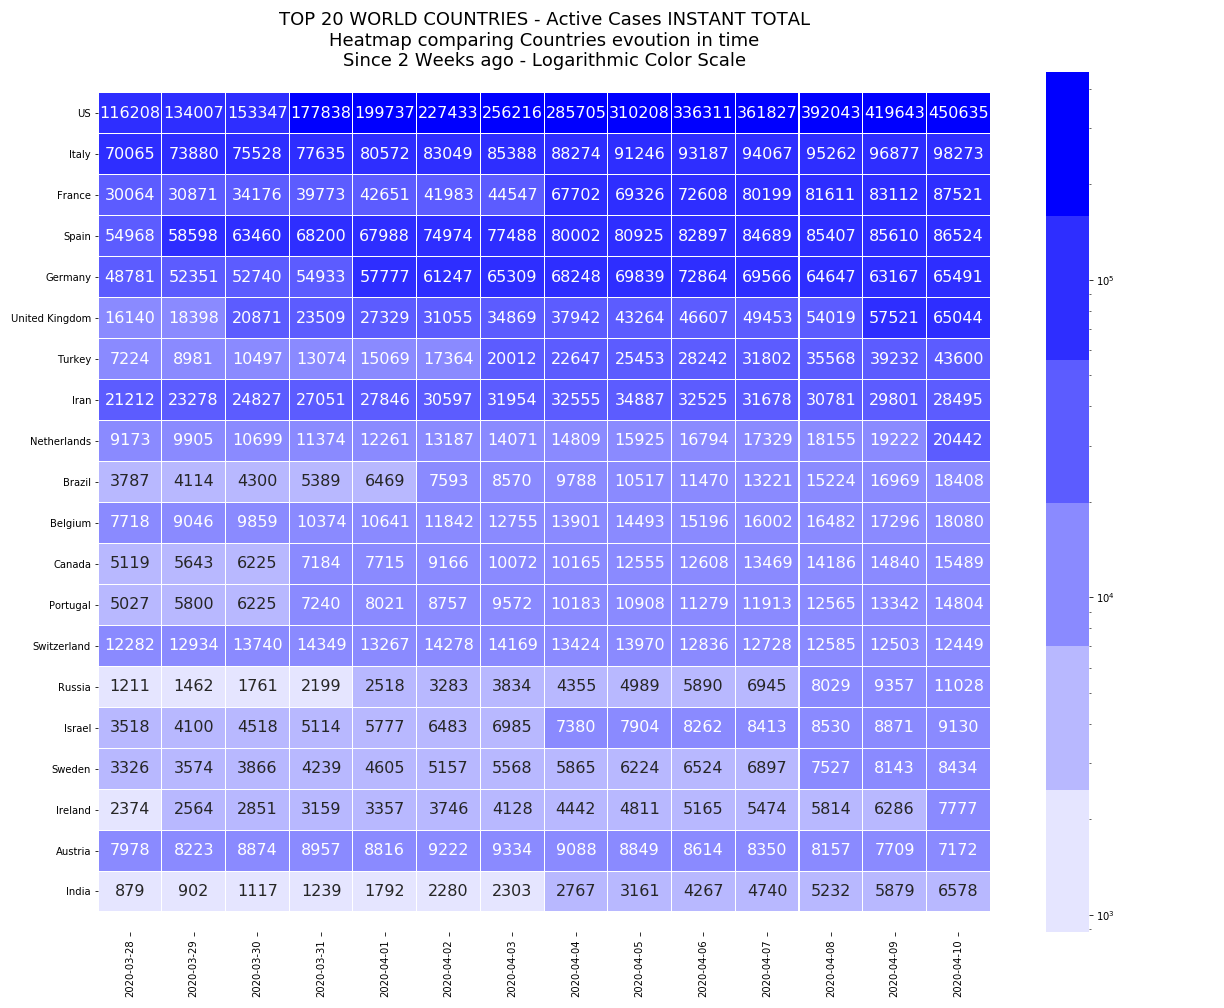 TOP 20 WORLD COUNTRIES - Active Cases INSTANT TOTAL
Heatmap comparing Countries evoution in time
Since 2 Weeks ago - Logarithmic Color Scale
US 116208 134007 153347 177838 199737 227433 256216 285705 310208 336311 361827 392043 419643 450635
Italy 70065 73880 75528 77635 80572 83049 85388 88274 91246 93187 94067 95262 96877 98273
France 30064 30871 34176 39773 42651 41983 44547 67702 69326 72608 80199 81611 83112 87521
Spain 54968 58598 63460 68200 67988 74974 77488 80002 80925 82897 84689 85407 85610 86524
Germany 48781 52351 52740 54933 57777 61247 65309 68248 69839 72864 69566 64647 63167 65491
United Kingdom 16140 18398 20871 23509 27329 31055 34869 37942 43264 46607 49453 54019 57521 65044
Turkey 7224 8981 10497 13074 15069 17364 20012 22647 25453 28242 31802 35568 39232 43600
Iran 21212 23278 24827 27051 27846 30597 31954 32555 34887 32525 31678 30781 29801 28495
Netherlands 9173 9905 10699 11374 12261 13187 14071 14809 15925 16794 17329 18155 19222 20442
Brazil 3787 4114 4300 5389 6469 7593 8570 9788 10517 11470 13221 15224 16969 18408
Belgium 7718 9046 9859 10374 10641 11842 12755 13901 14493 15196 16002 16482 17296 18080
Canada 5119 5643 6225 7184 7715 9166 10072 10165 12555 12608 13469 14186 14840 15489
Portugal 5027 5800 6225 7240 8021 8757 9572 10183 10908 11279 11913 12565 13342 14804
Switzerland 12282 12934 13740 14349 13267 14278 14169 13424 13970 12836 12728 12585 12503 12449
Russia 1211 1462 1761 2199 2518 3283 3834 4355 4989 5890 6945 8029 9357 11028
Israel 3518 4100 4518 5114 5777 6483 6985 7380 7904 8262 8413 8530 8871 9130
Sweden 3326 3574 3866 4239 4605 5157 5568 5865 6224 6524 6897 7527 8143 8434
Ireland 2374 2564 2851 3159 3357 3746 4128 4442 4811 5165 5474 5814 6286 7777
Austria 7978 8223 8874 8957 8816 9222 9334 9088 8849 8614 8350 8157 7709 7172
India 879 902 1117 1239 1792 2280 2303 2767 3161 4267 4740 5232 5879 6578
2020-03-28 2020-03-29 2020-03-30 2020-03-31 2020-04-01 2020-04-02 2020-04-03 2020-04-04 2020-04-05 2020-04-06 2020-04-07 2020-04-08 2020-04-09 2020-04-10
10⁵
10⁴
10³